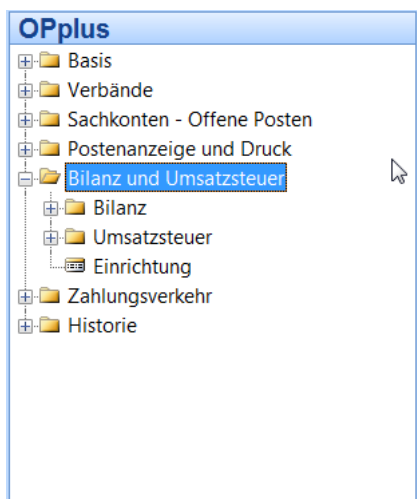 OPplus
Basis
Verbände
Sachkonten - Offene Posten
Postenanzeige und Druck
Bilanz und Umsatzsteuer
Bilanz
Umsatzsteuer
Einrichtung
Zahlungsverkehr
Historie